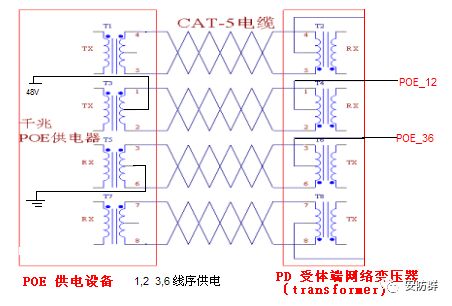 CAT-5电缆
T1
T2
TX
RX
4
5
4
5
48V
T3
T4
TX
RX
1
2
1
2
POE_12
千兆
POE供电器
T5
T6
RX
TX
3
6
3
6
POE_36
T7
T8
RX
TX
7
8
7
8
POE 供电设备
1,2 3,6线序供电
PD 受体端网络变压器
(transformer)
安防群